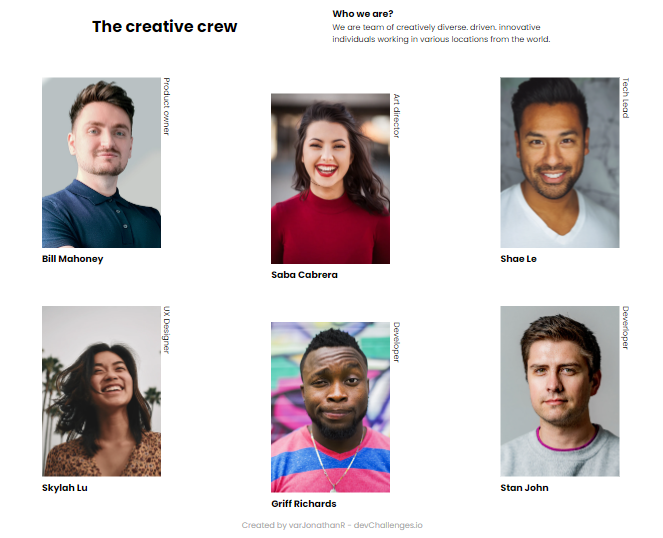 The creative crew
Who we are?
We are team of creatively diverse. driven. innovative
individuals working in various locations from the world.
Product owner
Bill Mahoney
Art director
Saba Cabrera
Tech Lead
Shae Le
UX Designer
Skylah Lu
Developer
Griff Richards
Deverloper
Stan John
Created by varJonathanR - devChallenges.io